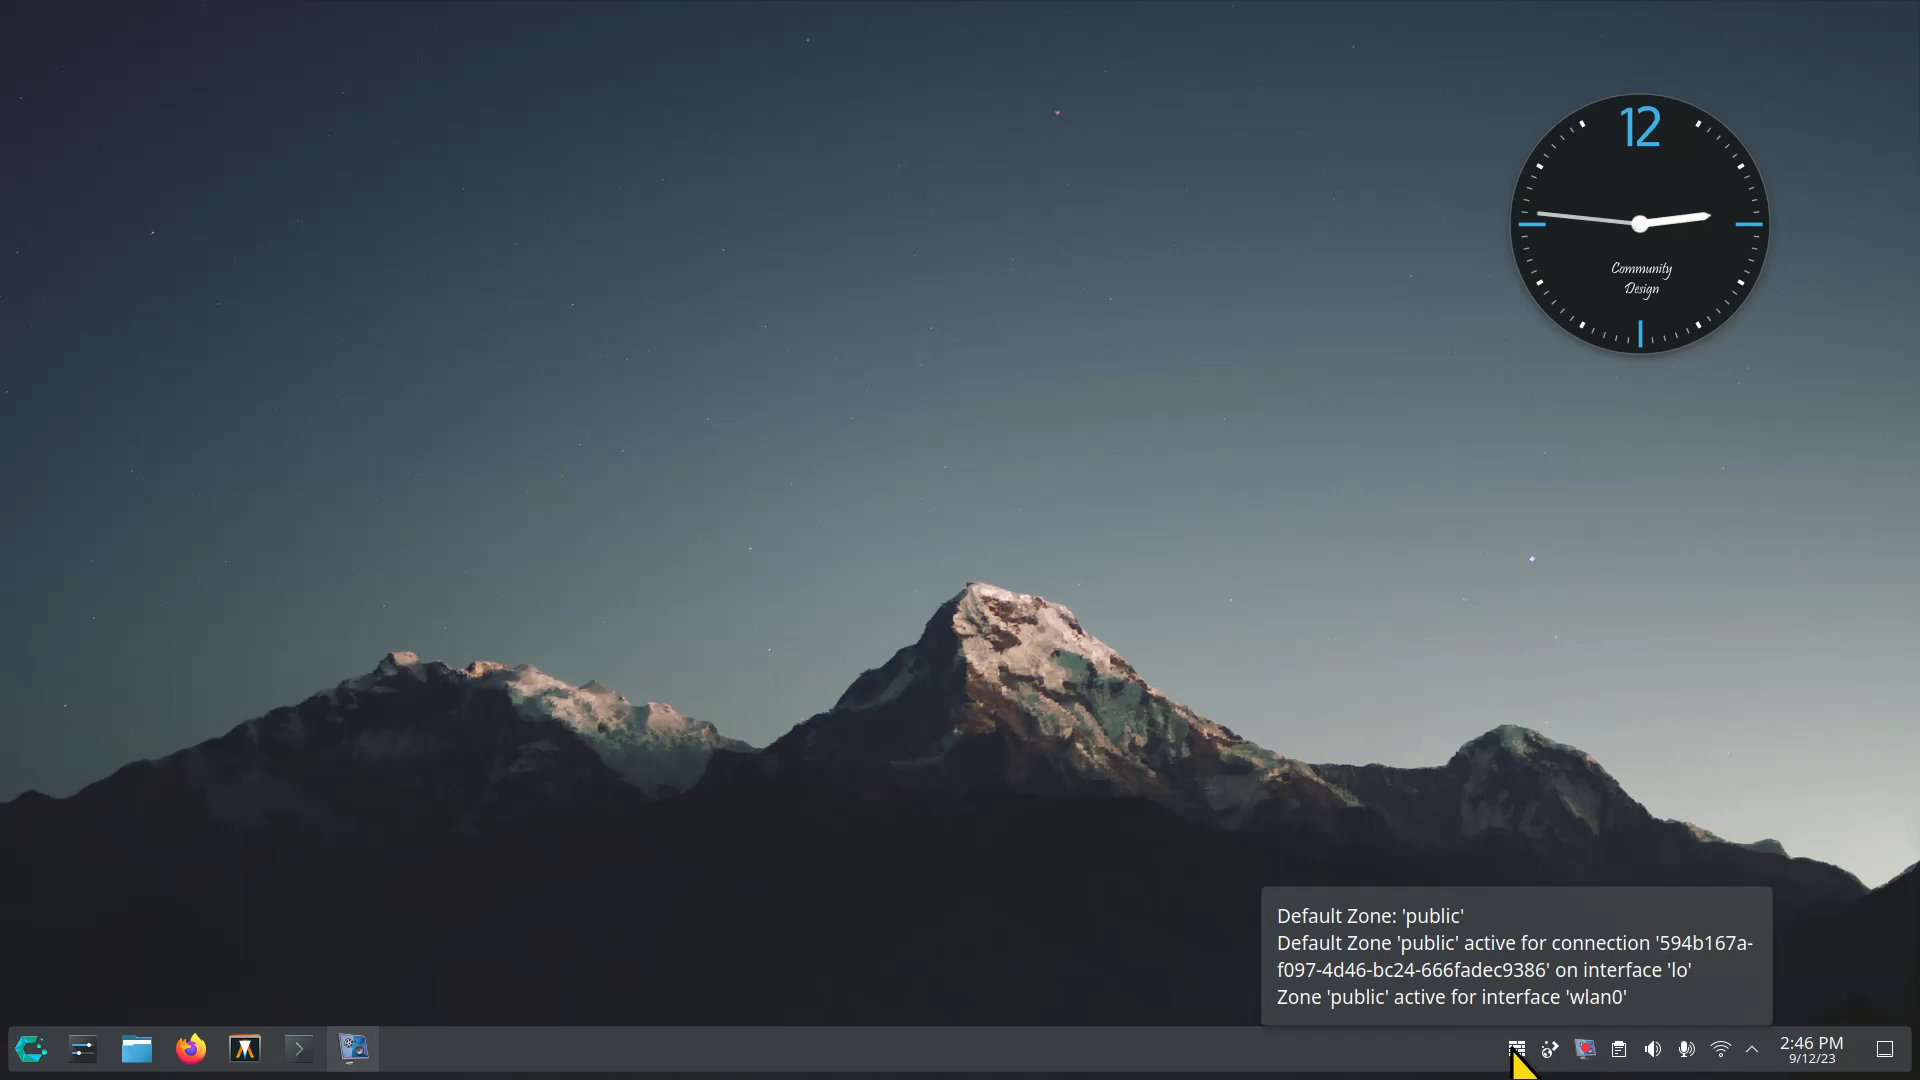 12
Community
Design
Default Zone: 'public'
Default Zone 'public' active for connection '594b167a-
f097-4d46-bc24-666fadec9386' on interface 'lo'
Zone 'public' active for interface 'wlan0'
2:46 PM
9/12/23